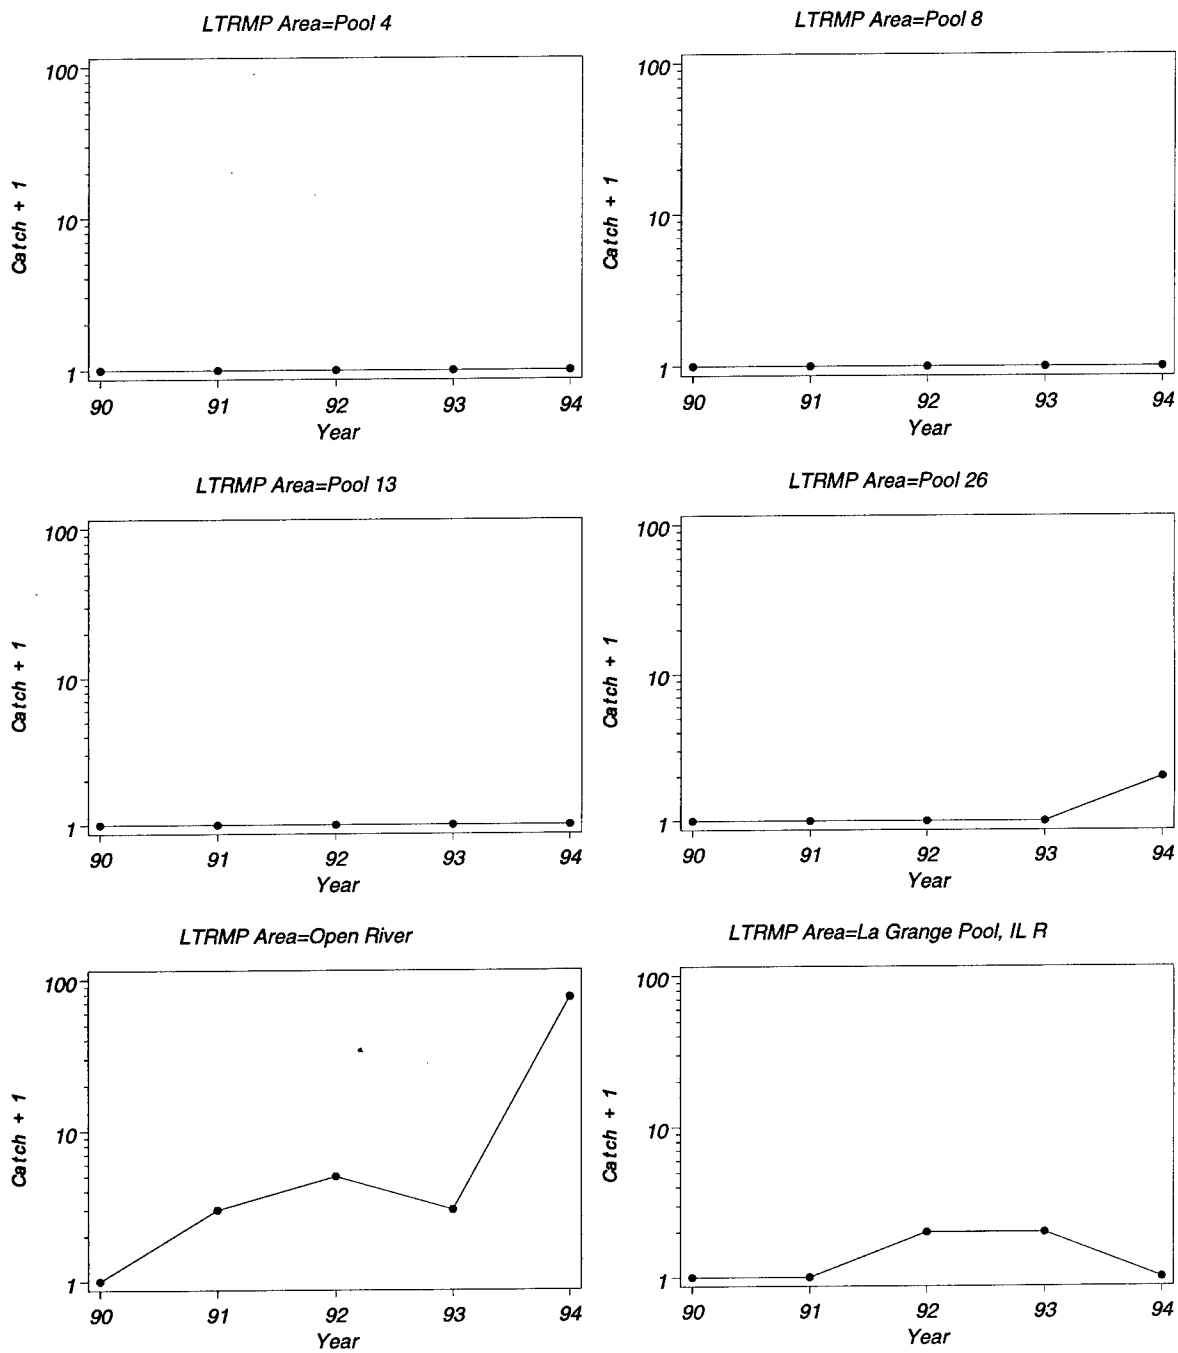 LTRMP Area=Pool 4
100
10
1
Catch + 1
90 91 92 93 94
Year
LTRMP Area=Pool 8
100
10
1
Catch + 1
90 91 92 93 94
Year
LTRMP Area=Pool 13
100
10
1
Catch + 1
90 91 92 93 94
Year
LTRMP Area=Pool 26
100
10
1
Catch + 1
90 91 92 93 94
Year
LTRMP Area=Open River
100
10
1
Catch + 1
90 91 92 93 94
Year
LTRMP Area=La Grange Pool, IL R
100
10
1
Catch + 1
90 91 92 93 94
Year